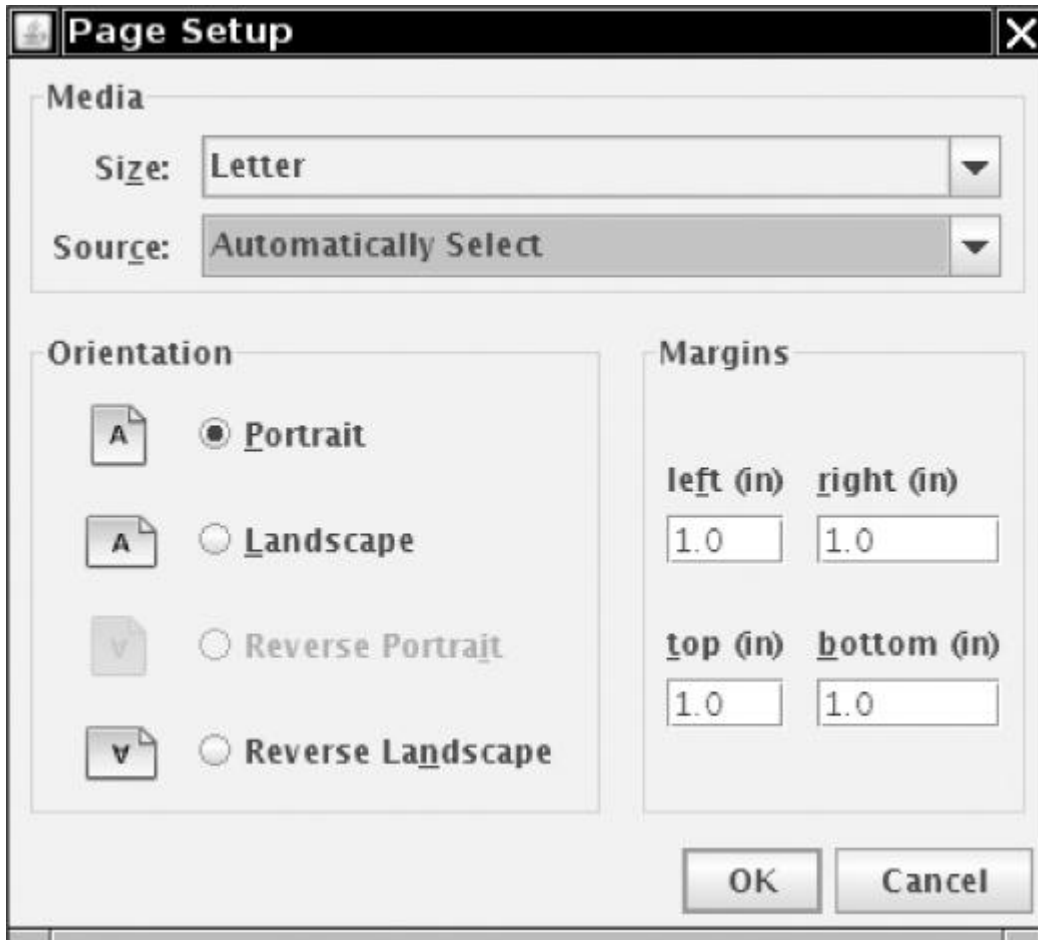 Page Setup
Media
Size: Letter
Source: Automatically Select
Orientation
A Portrait
A Landscape
A Reverse Portrait
A Reverse Landscape
Margins
left (in) right (in)
1.0 1.0
top (in) bottom (in)
1.0 1.0
OK Cancel